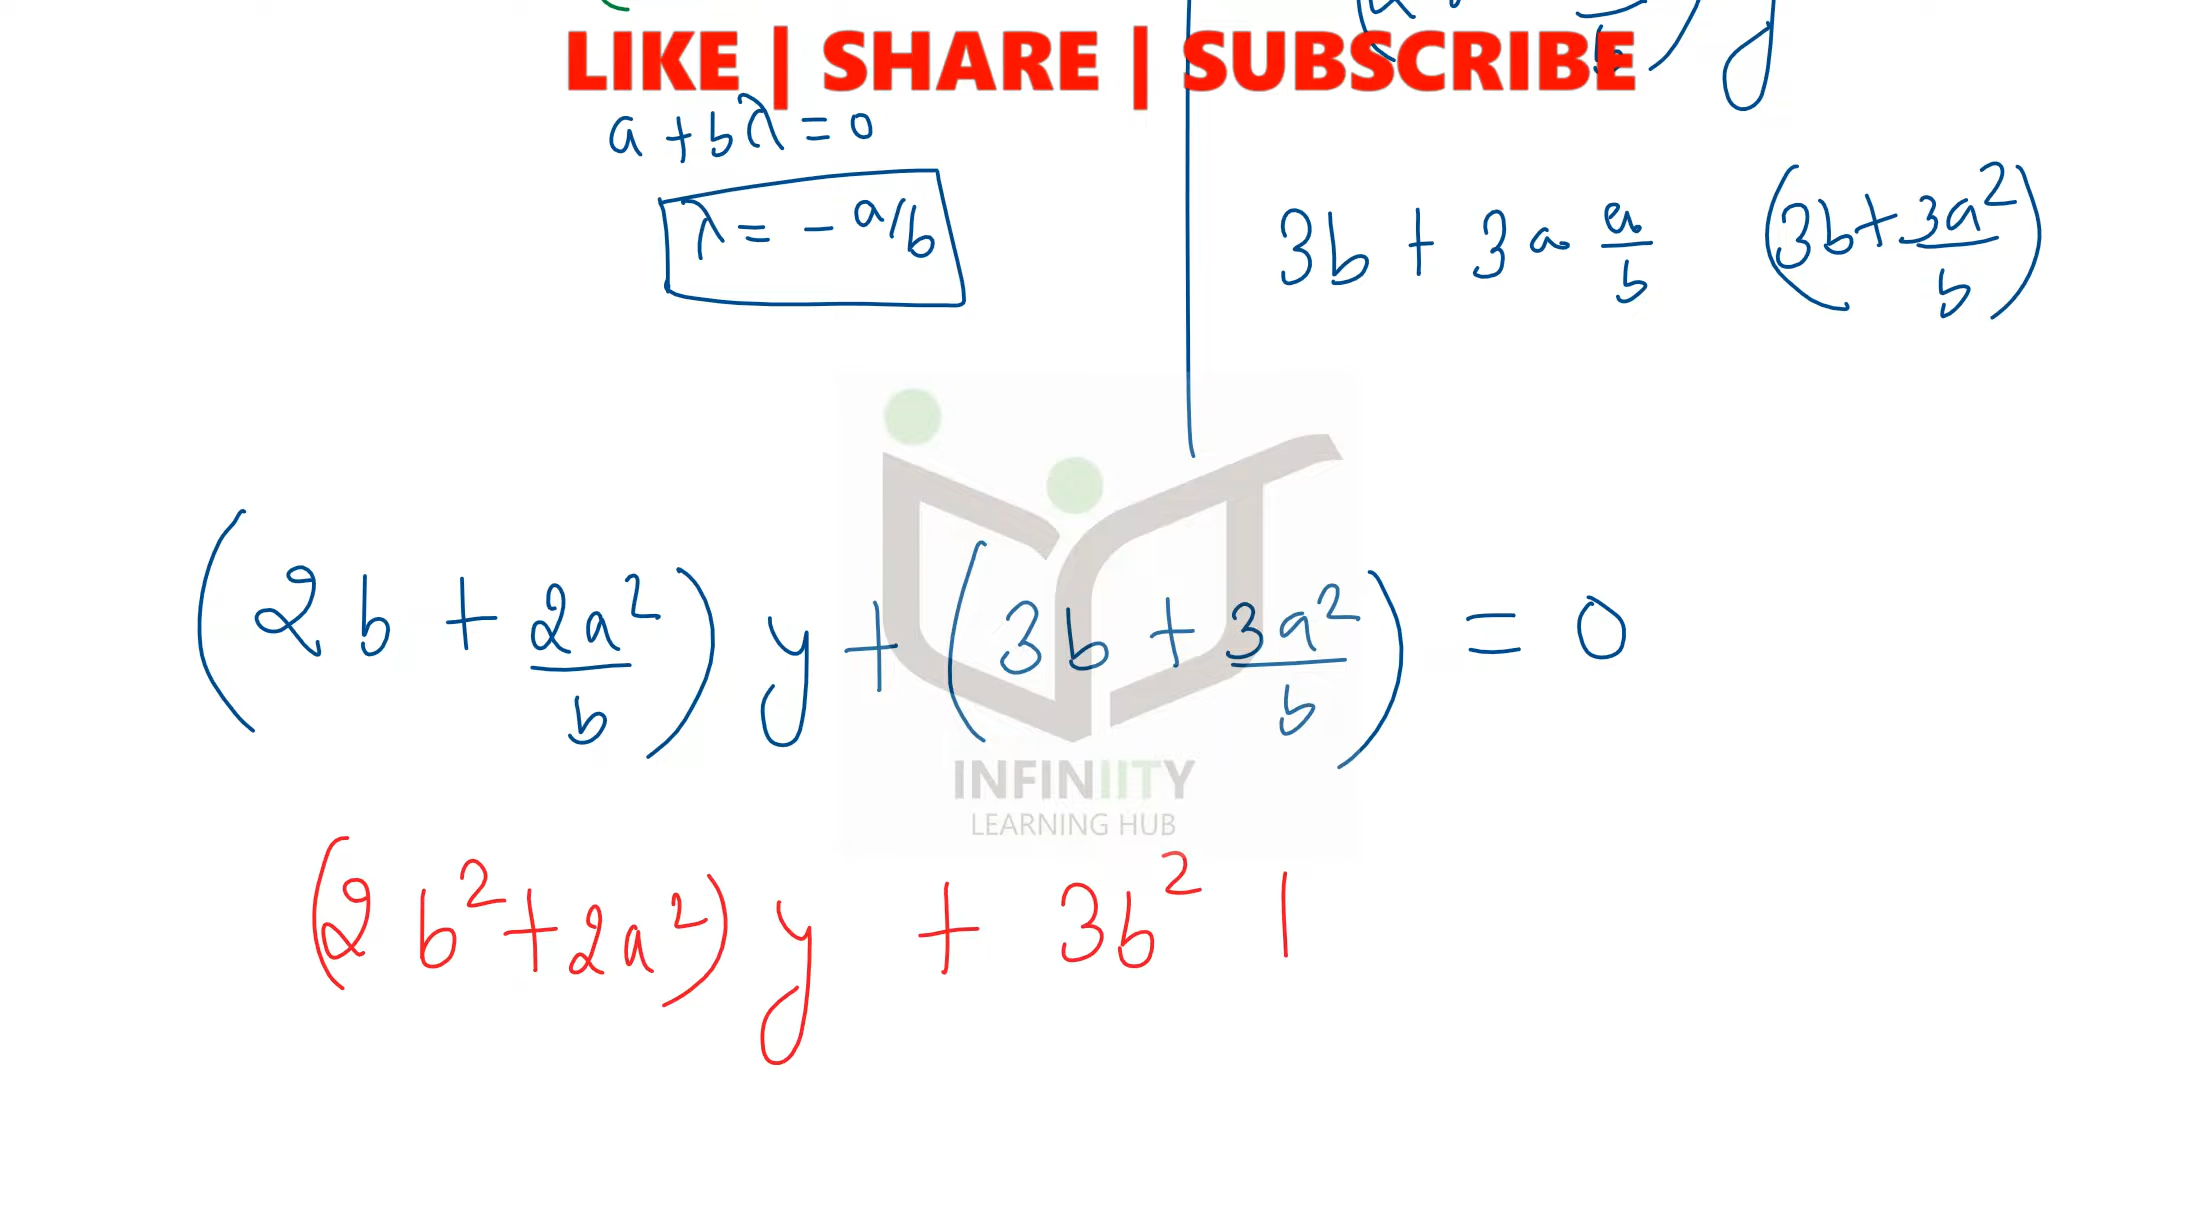 LIKE | SHARE | SUBSCRIBE
a + bλ = 0
λ = - a/b
3b + 3a a/b (3b + 3a²/b)
(2b + 2a²/b) y + (3b + 3a²/b) = 0
INFINIITY
LEARNING HUB
(2b² + 2a²) y + 3b² |